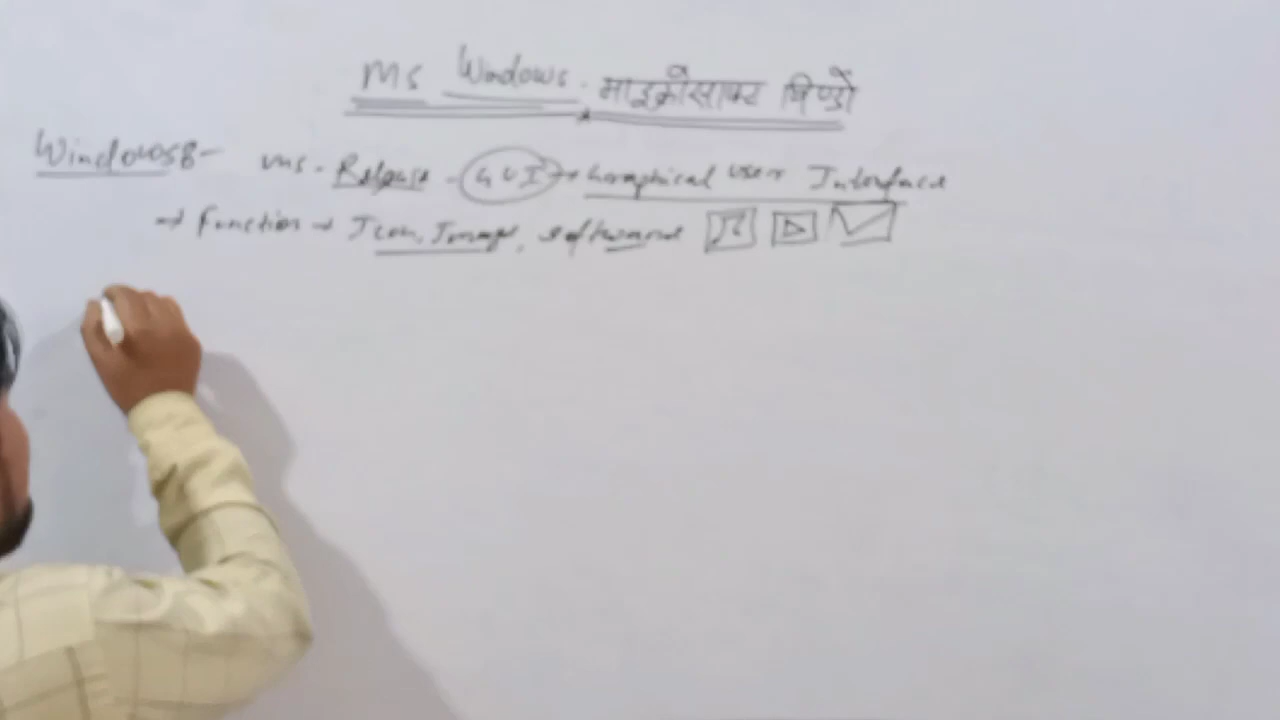 MS Windows. माइक्रोसाफ्ट विण्डो
Windows8- ms. Release - GUI → Graphical user Interface
→ Function → Icon, Image, software